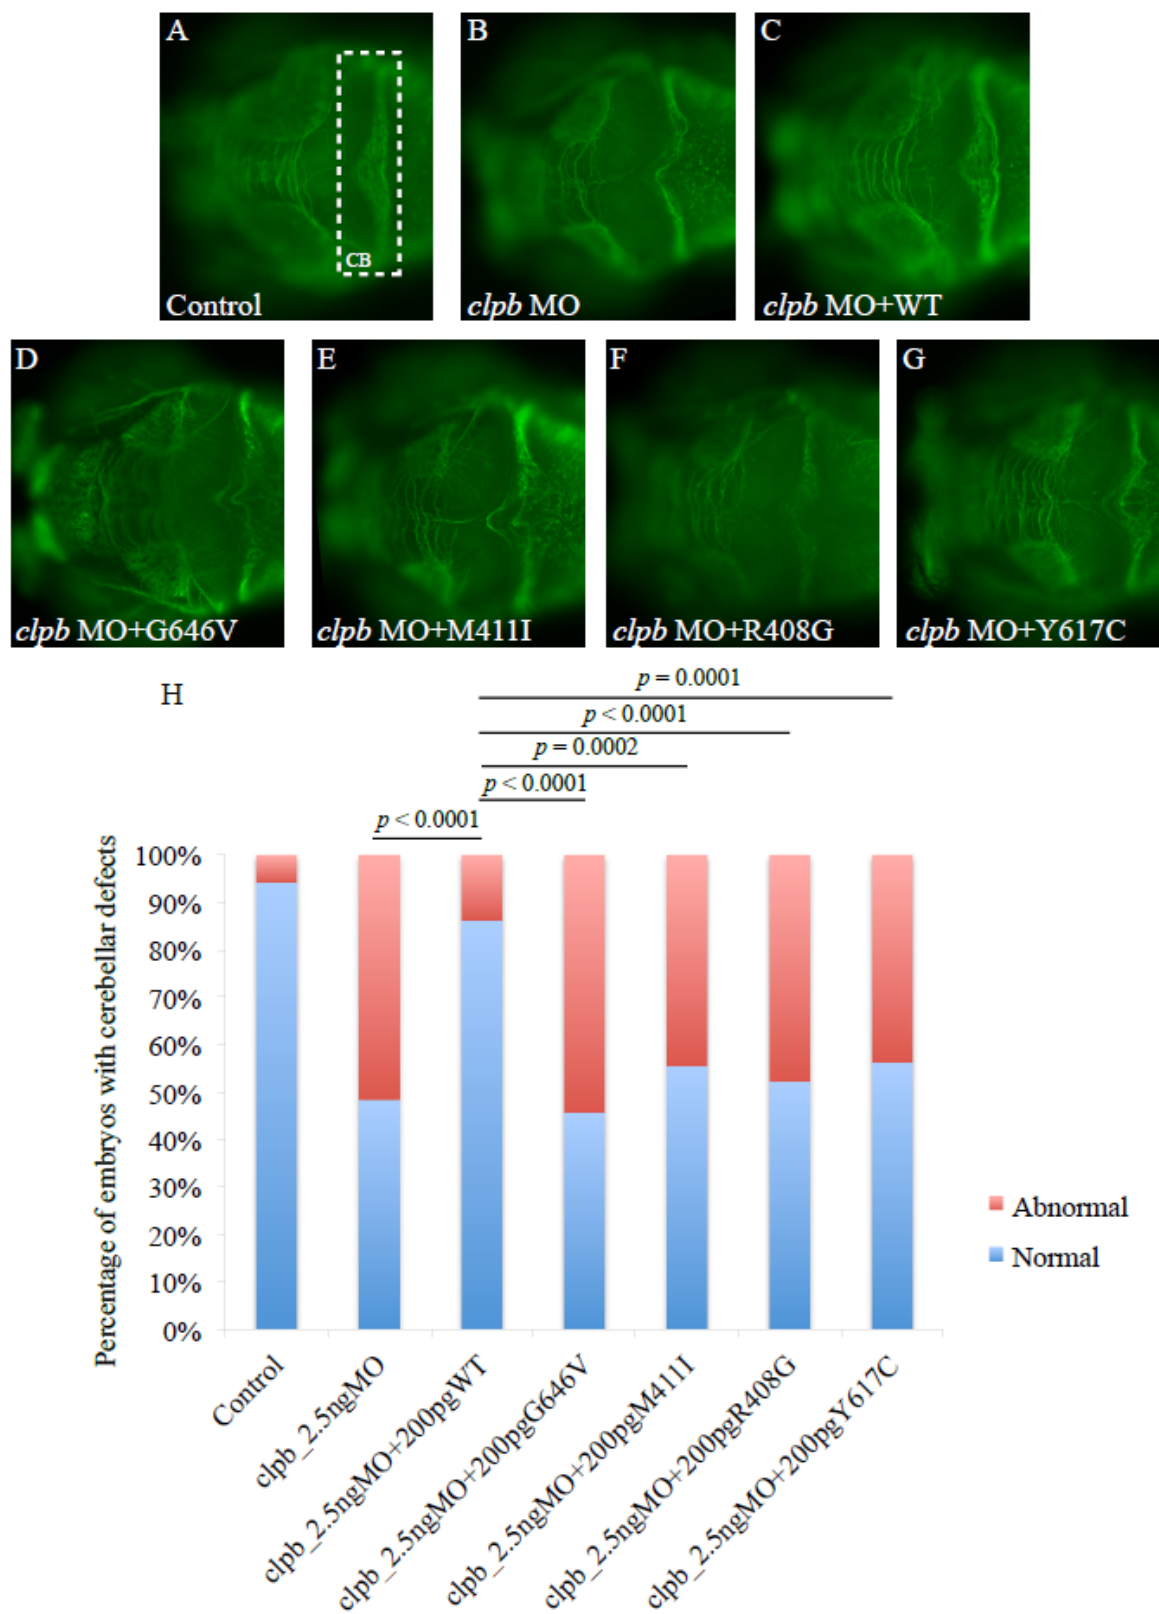 A
B
C
CB
Control
clpb MO
clpb MO+WT
D
E
F
G
clpb MO+G646V
clpb MO+M411I
clpb MO+R408G
clpb MO+Y617C
H
p = 0.0001
p < 0.0001
p = 0.0002
p < 0.0001
p < 0.0001
Percentage of embryos with cerebellar defects
100%
90%
80%
70%
60%
50%
40%
30%
20%
10%
0%
Abnormal
Normal
Control
clpb_2.5ngMO
clpb_2.5ngMO+200pgWT
clpb_2.5ngMO+200pgG646V
clpb_2.5ngMO+200pgM411I
clpb_2.5ngMO+200pgR408G
clpb_2.5ngMO+200pgY617C